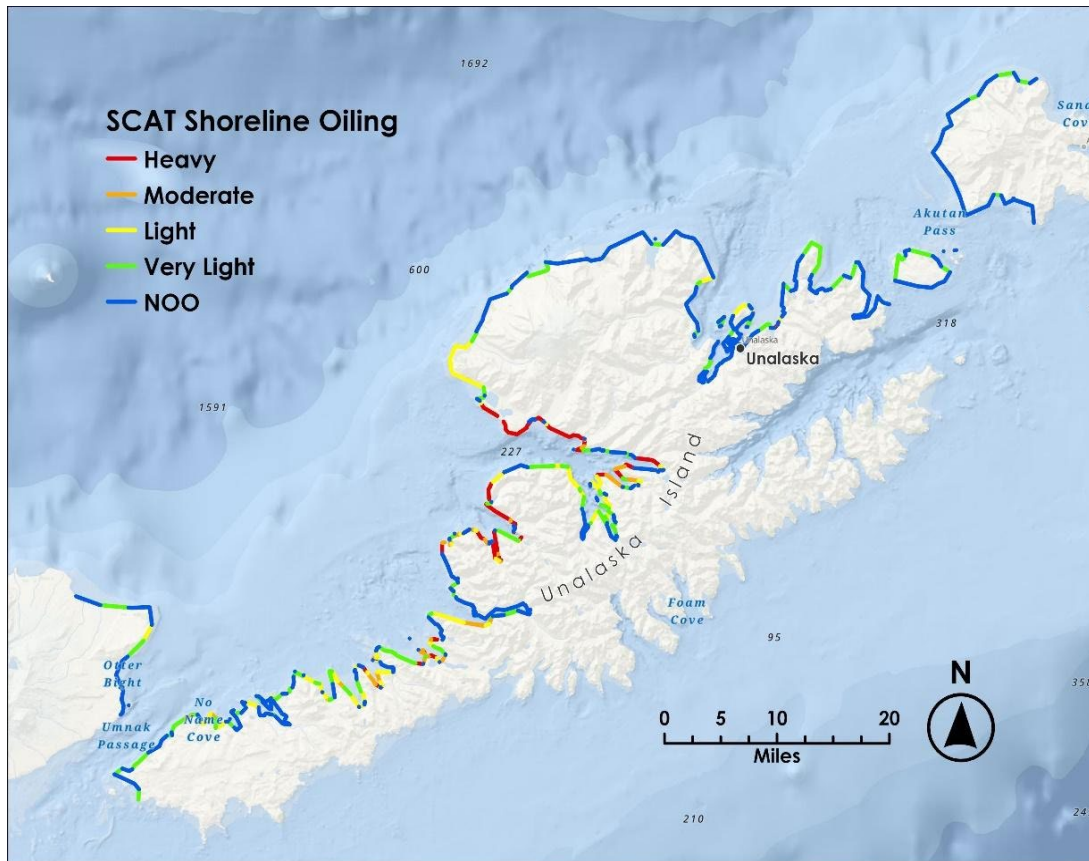 1692
SCAT Shoreline Oiling
Heavy
Moderate
Light
Very Light
NOO
Akutan
Pass
600
318
Unalaska
1591
227
Unalaska Island
Foam
Cove
95
Otter
Bight
No
Name
Cove
Umnak
Passage
N
0 5 10 20
Miles
358
210